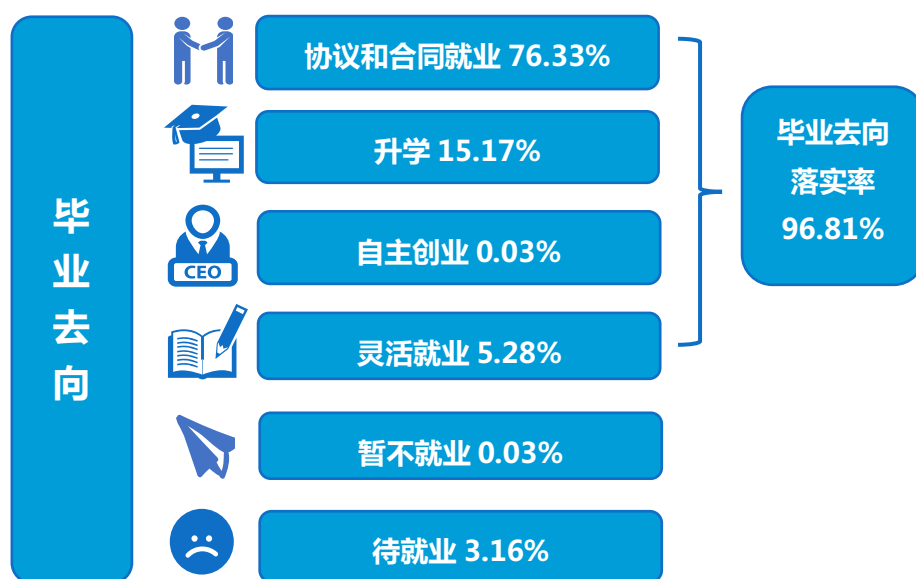 毕业去向
协议和合同就业 76.33%
升学 15.17%
CEO
自主创业 0.03%
灵活就业 5.28%
暂不就业 0.03%
待就业 3.16%
毕业去向
落实率
96.81%